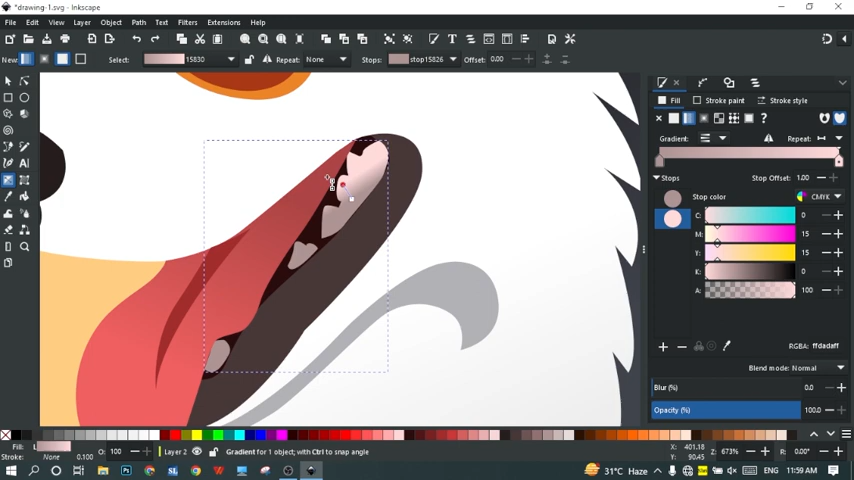 *drawing-1.svg - Inkscape
File Edit View Layer Object Path Text Filters Extensions Help
New: Select: 15830 Repeat: None Stops: stop15826 Offset: 0.00
Fill Stroke paint Stroke style
?
Gradient: Repeat:
Stops Stop Offset: 1.00
Stop color CMYK
C: 0
M: 15
Y: 15
K: 0
A: 100
RGBA: ffdadaff
Blend mode: Normal
Blur (%) 0.0
Opacity (%) 100.0
Fill: L
Stroke: None 0.100 O: 100 Layer 2 Gradient for 1 object; with Ctrl to snap angle X: 401.18 Y: 90.45 Z: 673% R: 0.00°
31°C Haze ENG 11:59 AM